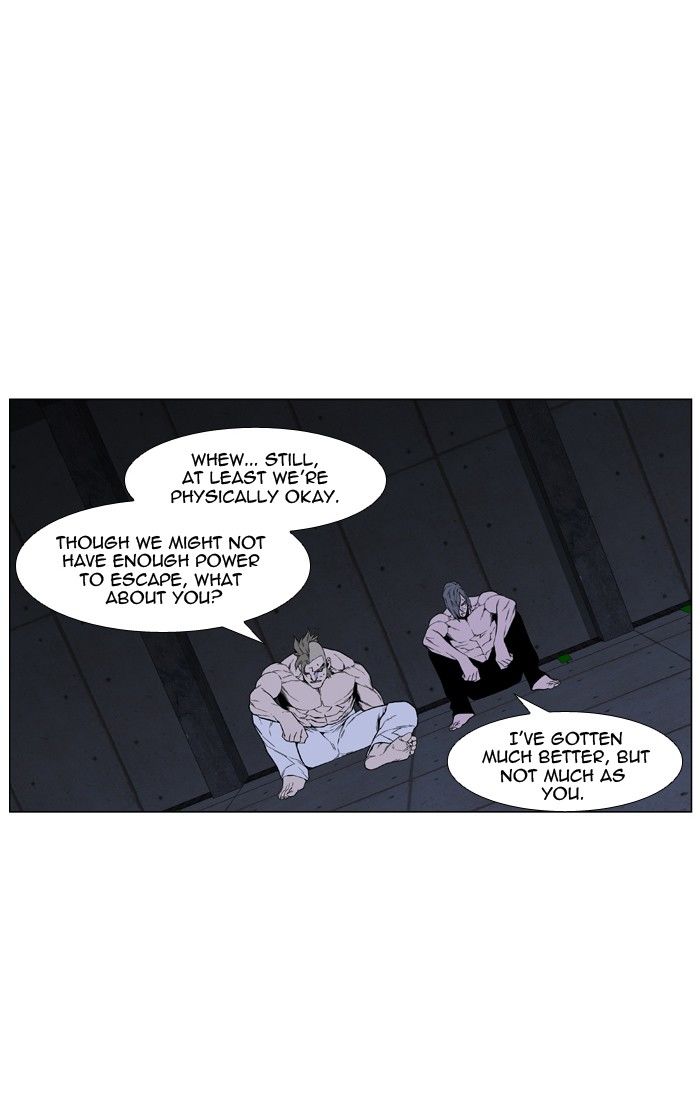 WHEW... STILL,
AT LEAST WE'RE
PHYSICALLY OKAY.
THOUGH WE MIGHT NOT
HAVE ENOUGH POWER
TO ESCAPE, WHAT
ABOUT YOU?
I'VE GOTTEN
MUCH BETTER, BUT
NOT MUCH AS
YOU.